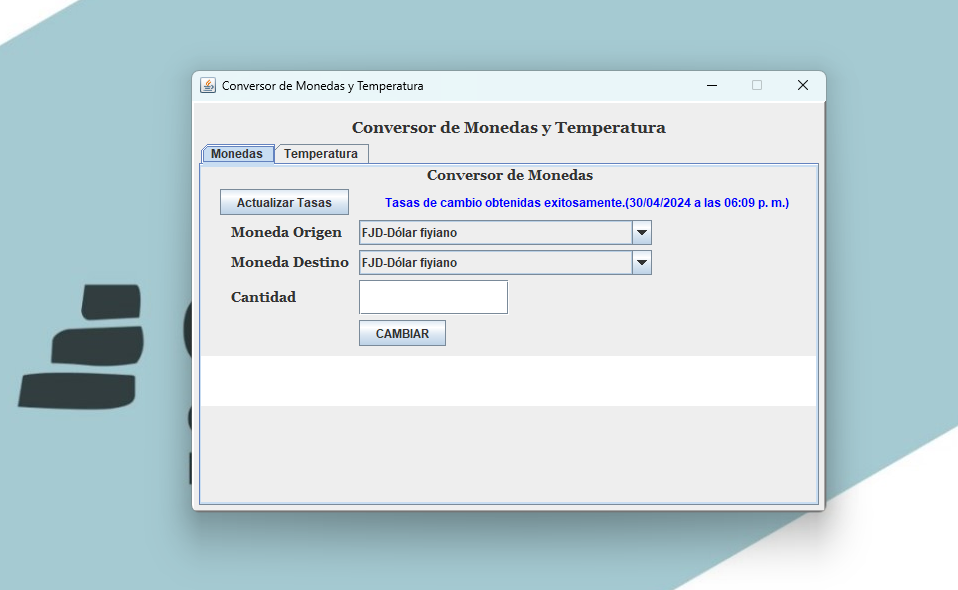 Conversor de Monedas y Temperatura
Conversor de Monedas y Temperatura
Monedas Temperatura
Conversor de Monedas
Actualizar Tasas Tasas de cambio obtenidas exitosamente.(30/04/2024 a las 06:09 p. m.)
Moneda Origen FJD-Dólar fiyiano
Moneda Destino FJD-Dólar fiyiano
Cantidad
CAMBIAR